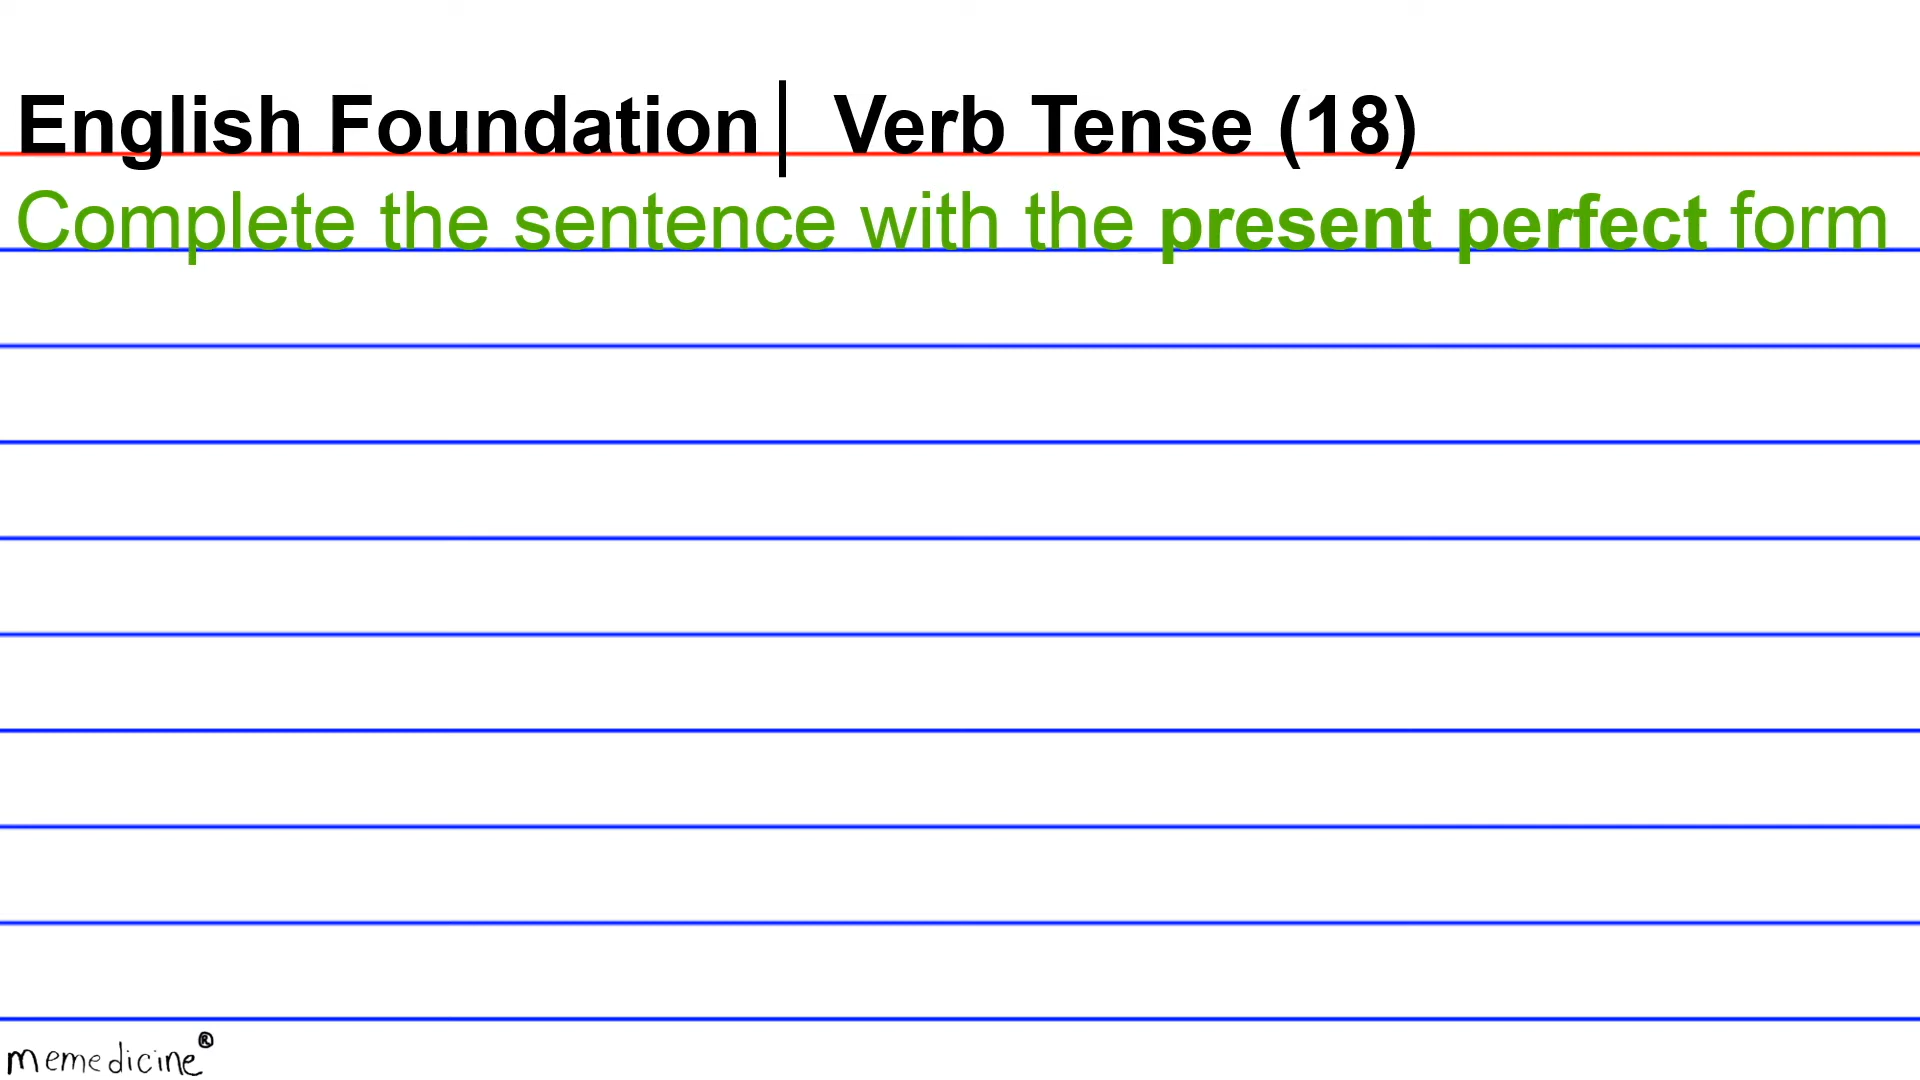 English Foundation| Verb Tense (18)
Complete the sentence with the present perfect form
memedicine®